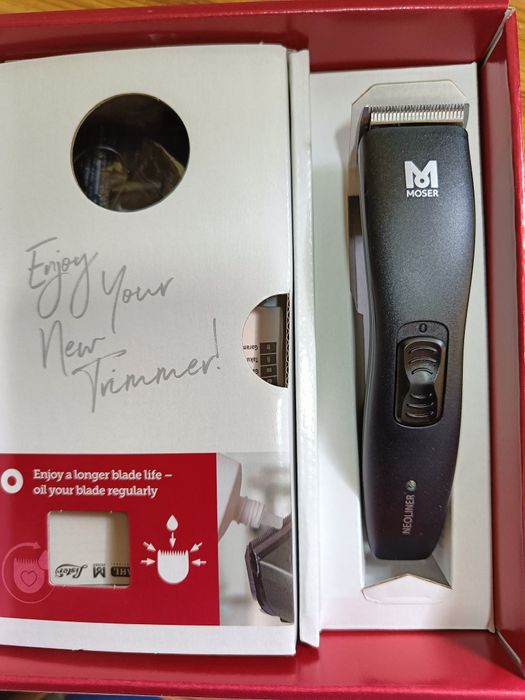 Enjoy
Your
New
Trimmer!
Enjoy a longer blade life –
oil your blade regularly
MOSER
0
NEOLINER